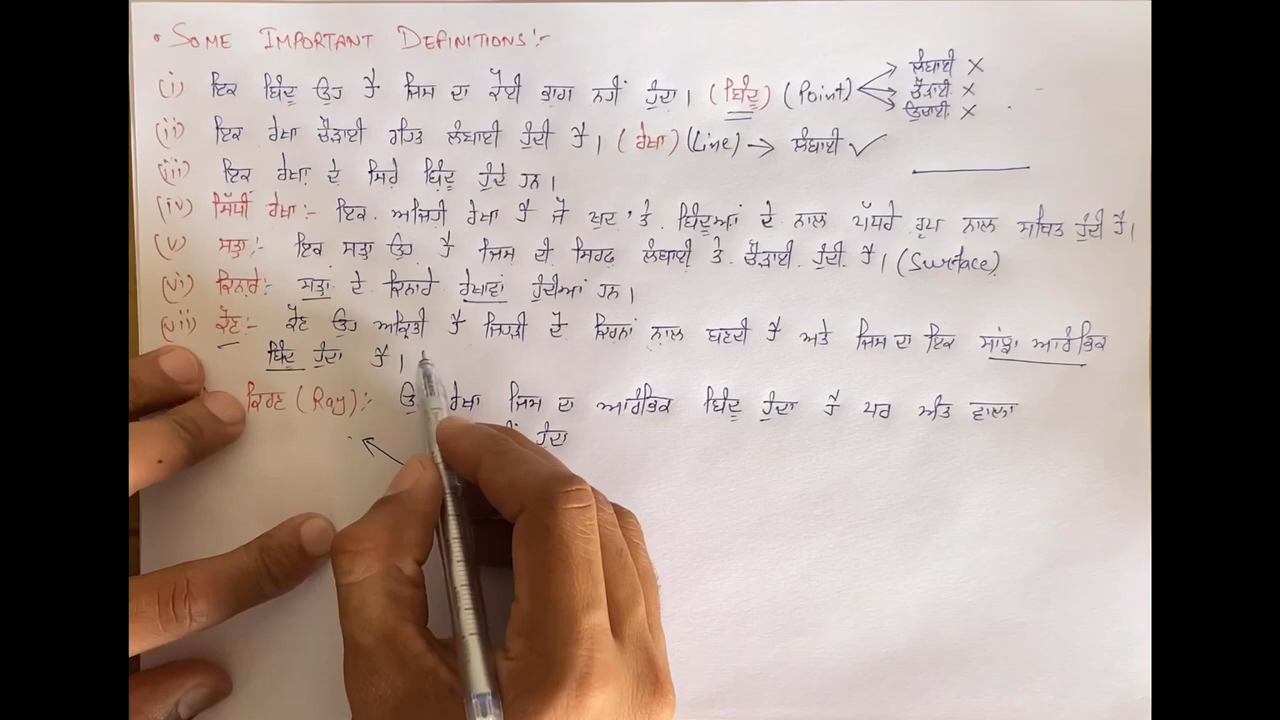 • SOME IMPORTANT DEFINITIONS:-
(i) ਇਕ ਬਿੰਦੂ ਉਹ ਹੈ ਜਿਸ ਦਾ ਕੋਈ ਭਾਗ ਨਹੀਂ ਹੁੰਦਾ। (ਬਿੰਦੂ) (Point) ਲੰਬਾਈ ×
ਚੌੜਾਈ ×
ਉਚਾਈ ×
(ii) ਇਕ ਰੇਖਾ ਚੌੜਾਈ ਰਹਿਤ ਲੰਬਾਈ ਹੁੰਦੀ ਹੈ। (ਰੇਖਾ) (Line) → ਲੰਬਾਈ ✓
(iii) ਇਕ ਰੇਖਾ ਦੇ ਸਿਰੇ ਬਿੰਦੂ ਹੁੰਦੇ ਹਨ।
(iv) ਸਿੱਧੀ ਰੇਖਾ:- ਇਕ ਅਜਿਹੀ ਰੇਖਾ ਹੈ ਜੋ ਖੁਦ 'ਤੇ ਬਿੰਦੂਆਂ ਦੇ ਨਾਲ ਪੱਧਰੇ ਰੂਪ ਨਾਲ ਸਥਿਤ ਹੁੰਦੀ ਹੈ।
(v) ਸਤ੍ਹਾ:- ਇਕ ਸਤ੍ਹਾ ਉਹ ਹੈ ਜਿਸ ਦੀ ਸਿਰਫ ਲੰਬਾਈ ਤੇ ਚੌੜਾਈ ਹੁੰਦੀ ਹੈ। (Surface)
(vi) ਕਿਨਾਰੇ:- ਸਤ੍ਹਾ ਦੇ ਕਿਨਾਰੇ ਰੇਖਾਵਾਂ ਹੁੰਦੀਆਂ ਹਨ।
(vii) ਕੋਣ:- ਕੋਣ ਉਹ ਅਕ੍ਰਿਤੀ ਹੈ ਜਿਹੜੀ ਦੋ ਕਿਰਨਾਂ ਨਾਲ ਬਣਦੀ ਹੈ ਅਤੇ ਜਿਸ ਦਾ ਇਕ ਸਾਂਝਾ ਆਰੰਭਿਕ
ਬਿੰਦੂ ਹੁੰਦਾ ਹੈ।
ਕਿਰਣ (Ray):- ਰੇਖਾ ਜਿਸ ਦਾ ਆਰੰਭਿਕ ਬਿੰਦੂ ਹੁੰਦਾ ਹੈ ਪਰ ਅੰਤ ਵਾਲਾ
ਹੁੰਦਾ